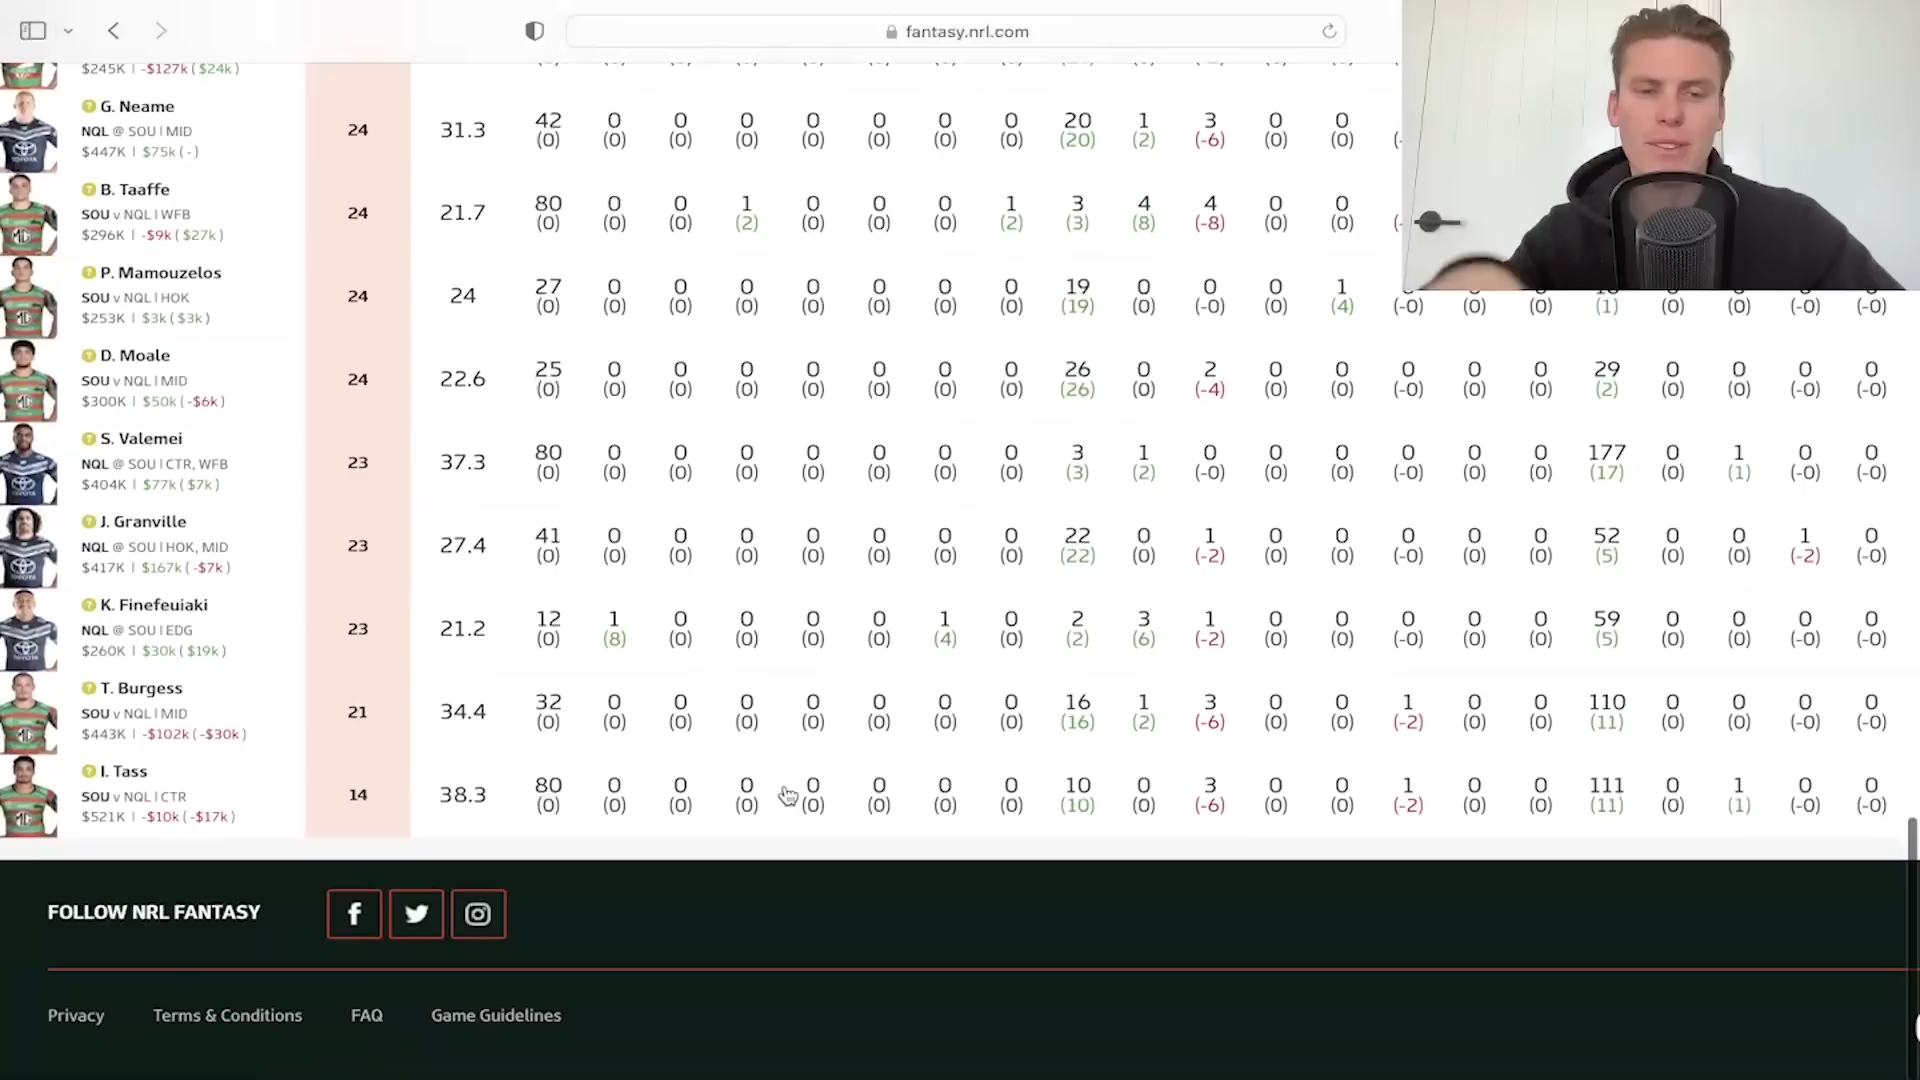 fantasy.nrl.com
$245K | -$127k ( $24k )
G. Neame
NQL @ SOU | MID
$447K | $75k ( - )
24 31.3 42 0 0 0 0 0 0 0 20 1 3 0 0
(0) (0) (0) (0) (0) (0) (0) (0) (20) (2) (-6) (0) (0)
B. Taaffe
SOU v NQL | WFB
$296K | -$9k ( $27k )
24 21.7 80 0 0 1 0 0 0 1 3 4 4 0 0
(0) (0) (0) (2) (0) (0) (0) (2) (3) (8) (-8) (0) (0)
P. Mamouzelos
SOU v NQL | HOK
$253K | $3k ( $3k )
24 24 27 0 0 0 0 0 0 0 19 0 0 0 1
(0) (0) (0) (0) (0) (0) (0) (0) (19) (0) (-0) (0) (4) (-0) (0) (0) (1) (0) (0) (-0) (-0)
D. Moale
SOU v NQL | MID
$300K | $50k ( -$6k )
24 22.6 25 0 0 0 0 0 0 0 26 0 2 0 0 0 0 0 29 0 0 0 0
(0) (0) (0) (0) (0) (0) (0) (0) (26) (0) (-4) (0) (0) (-0) (0) (0) (2) (0) (0) (-0) (-0)
S. Valemei
NQL @ SOU | CTR, WFB
$404K | $77k ( $7k )
23 37.3 80 0 0 0 0 0 0 0 3 1 0 0 0 0 0 0 177 0 1 0 0
(0) (0) (0) (0) (0) (0) (0) (0) (3) (2) (-0) (0) (0) (-0) (0) (0) (17) (0) (1) (-0) (-0)
J. Granville
NQL @ SOU | HOK, MID
$417K | $167k ( -$7k )
23 27.4 41 0 0 0 0 0 0 0 22 0 1 0 0 0 0 0 52 0 0 1 0
(0) (0) (0) (0) (0) (0) (0) (0) (22) (0) (-2) (0) (0) (-0) (0) (0) (5) (0) (0) (-2) (-0)
K. Finefeuiaki
NQL @ SOU | EDG
$260K | $30k ( $19k )
23 21.2 12 1 0 0 0 0 1 0 2 3 1 0 0 0 0 0 59 0 0 0 0
(0) (8) (0) (0) (0) (0) (4) (0) (2) (6) (-2) (0) (0) (-0) (0) (0) (5) (0) (0) (-0) (-0)
T. Burgess
SOU v NQL | MID
$443K | -$102k ( -$30k )
21 34.4 32 0 0 0 0 0 0 0 16 1 3 0 0 1 0 0 110 0 0 0 0
(0) (0) (0) (0) (0) (0) (0) (0) (16) (2) (-6) (0) (0) (-2) (0) (0) (11) (0) (0) (-0) (-0)
I. Tass
SOU v NQL | CTR
$521K | -$10k ( -$17k )
14 38.3 80 0 0 0 0 0 0 0 10 0 3 0 0 1 0 0 111 0 1 0 0
(0) (0) (0) (0) (0) (0) (0) (0) (10) (0) (-6) (0) (0) (-2) (0) (0) (11) (0) (1) (-0) (-0)
FOLLOW NRL FANTASY
Privacy Terms & Conditions FAQ Game Guidelines